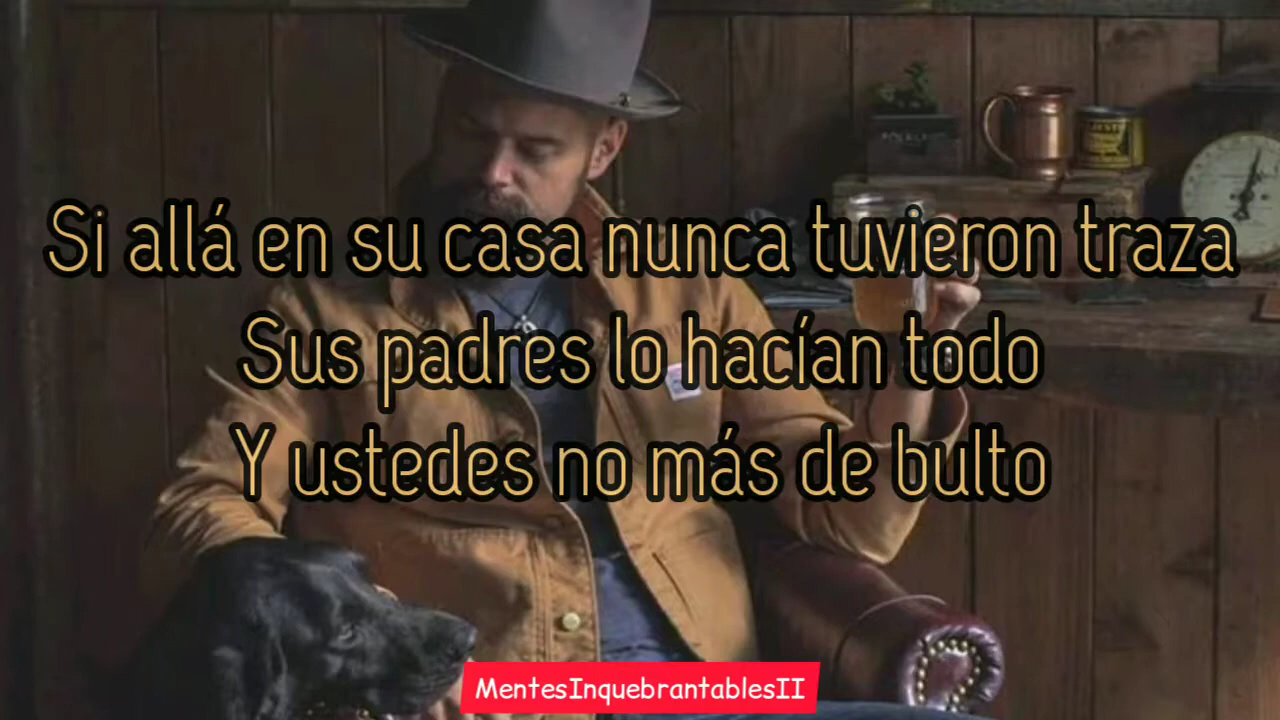 Si allá en su casa nunca tuvieron traza
Sus padres lo hacían todo
Y ustedes no más de bulto
MentesInquebrantablesII